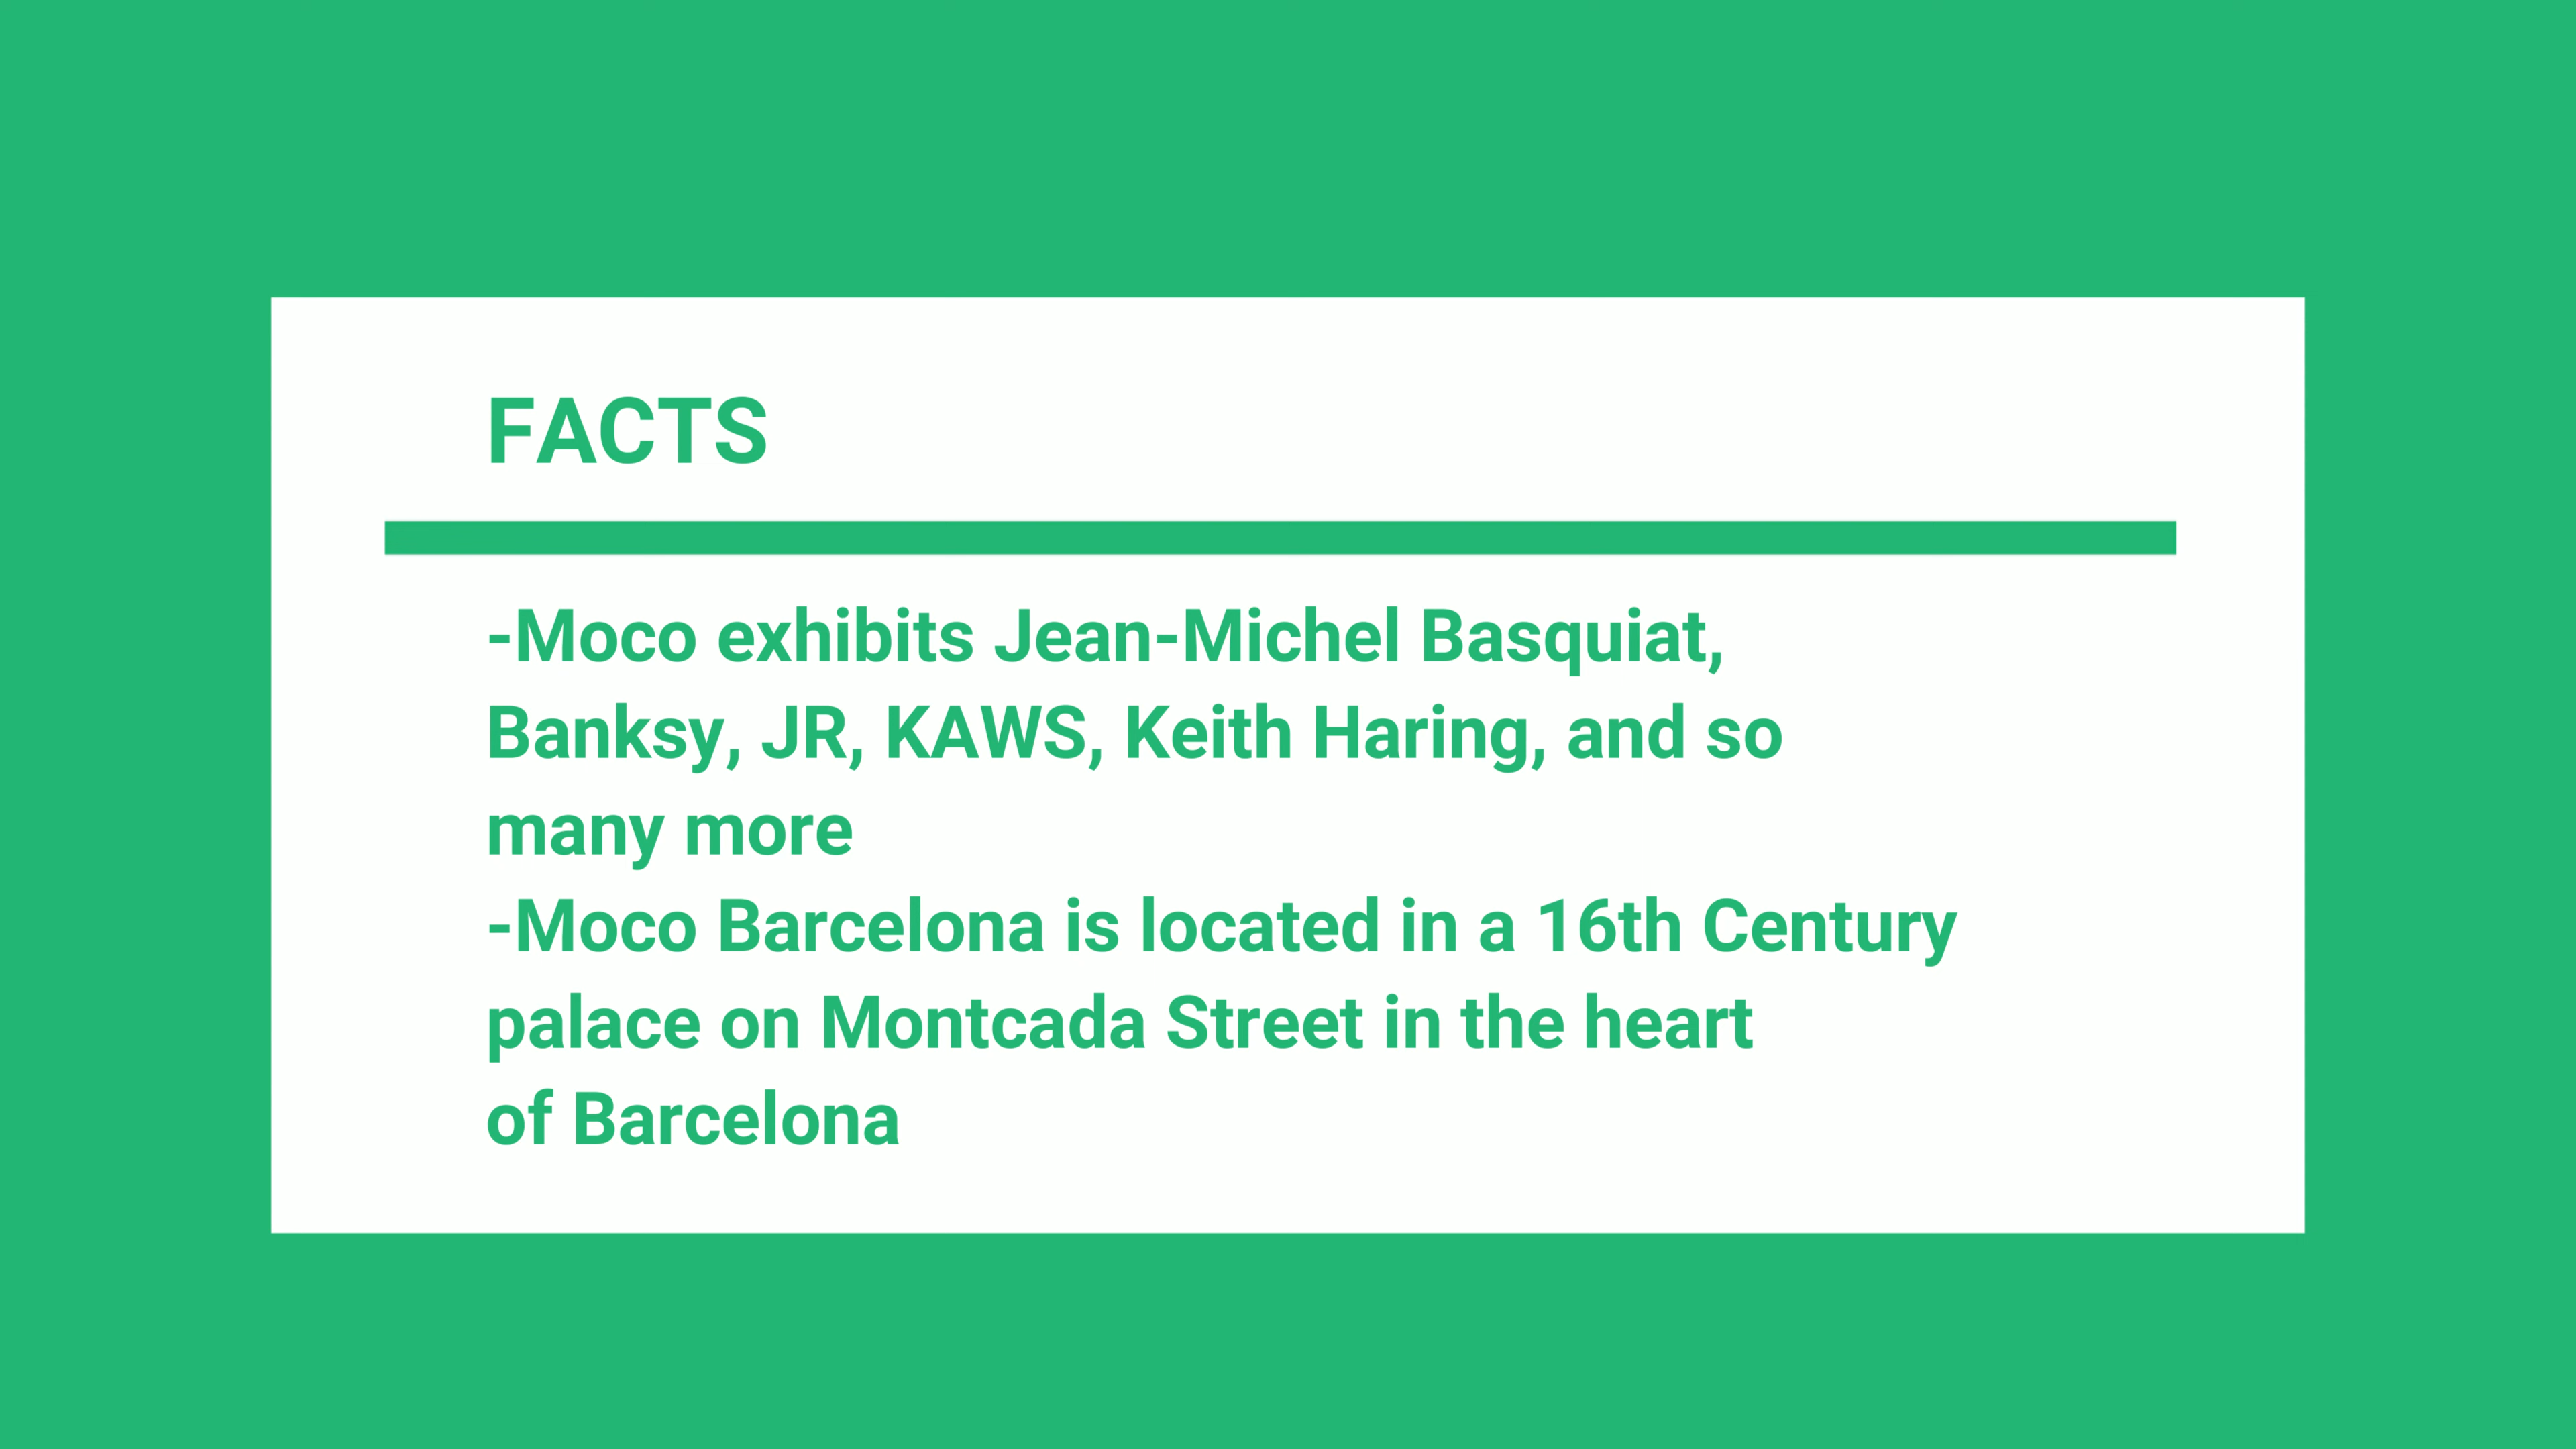 FACTS
-Moco exhibits Jean-Michel Basquiat,
Banksy, JR, KAWS, Keith Haring, and so
many more
-Moco Barcelona is located in a 16th Century
palace on Montcada Street in the heart
of Barcelona